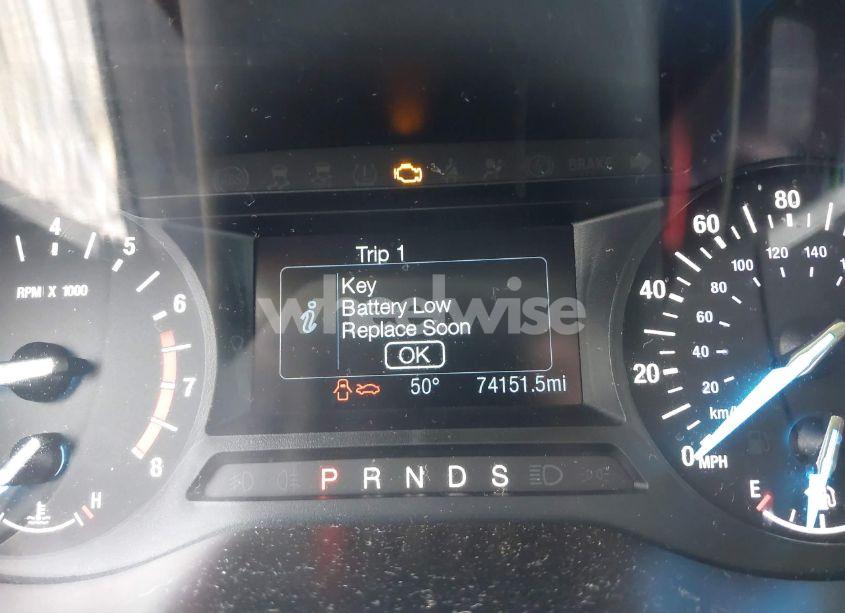 BRAKE
4
5
6
7
8
RPM X 1000
H
Trip 1
Key
Battery Low
Replace Soon
OK
50° 74151.5mi
P R N D S
80
60
40
20
0 MPH
140
120
100
80
60
40
20
km/
E
wheelwise